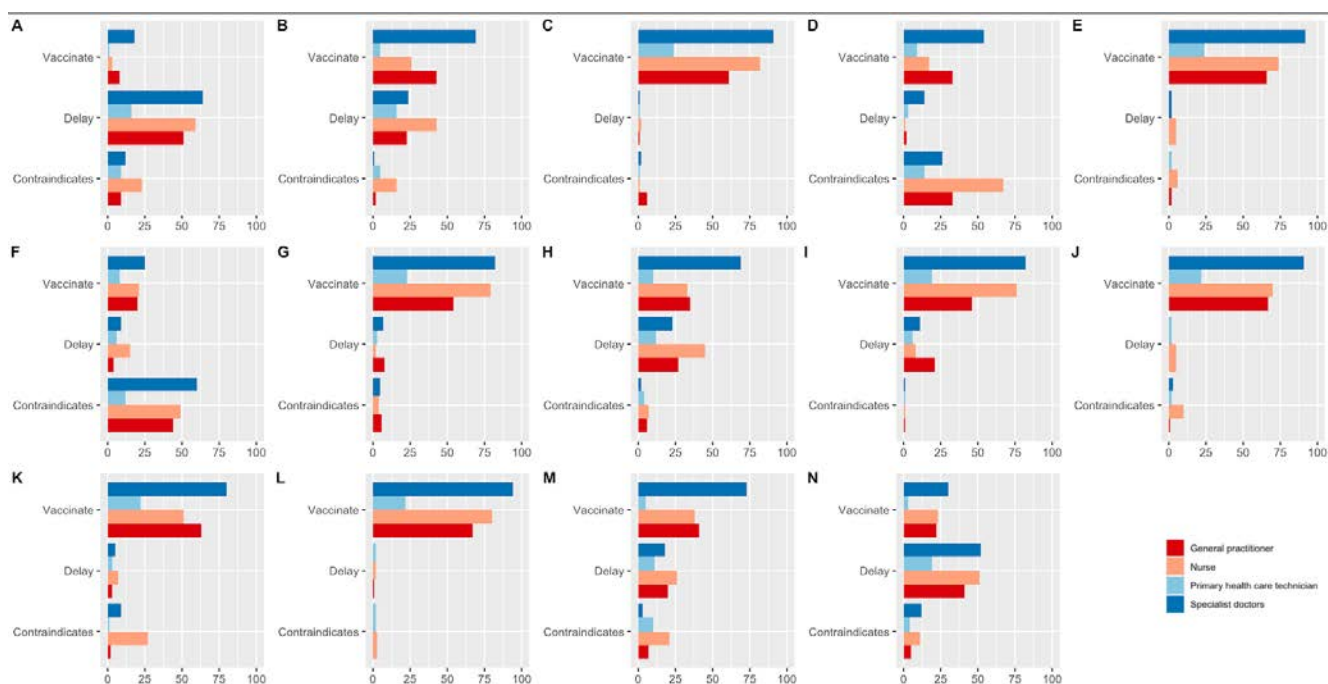 A
B
C
D
E
Vaccinate
Vaccinate
Vaccinate
Vaccinate
Vaccinate
Delay
Delay
Delay
Delay
Delay
Contraindicates
Contraindicates
Contraindicates
Contraindicates
Contraindicates
0 25 50 75 100
0 25 50 75 100
0 25 50 75 100
0 25 50 75 100
0 25 50 75 100
F
G
H
I
J
Vaccinate
Vaccinate
Vaccinate
Vaccinate
Vaccinate
Delay
Delay
Delay
Delay
Delay
Contraindicates
Contraindicates
Contraindicates
Contraindicates
Contraindicates
0 25 50 75 100
0 25 50 75 100
0 25 50 75 100
0 25 50 75 100
0 25 50 75 100
K
L
M
N
Vaccinate
Vaccinate
Vaccinate
Vaccinate
Delay
Delay
Delay
Delay
Contraindicates
Contraindicates
Contraindicates
Contraindicates
0 25 50 75 100
0 25 50 75 100
0 25 50 75 100
0 25 50 75 100
General practitioner
Nurse
Primary health care technician
Specialist doctors